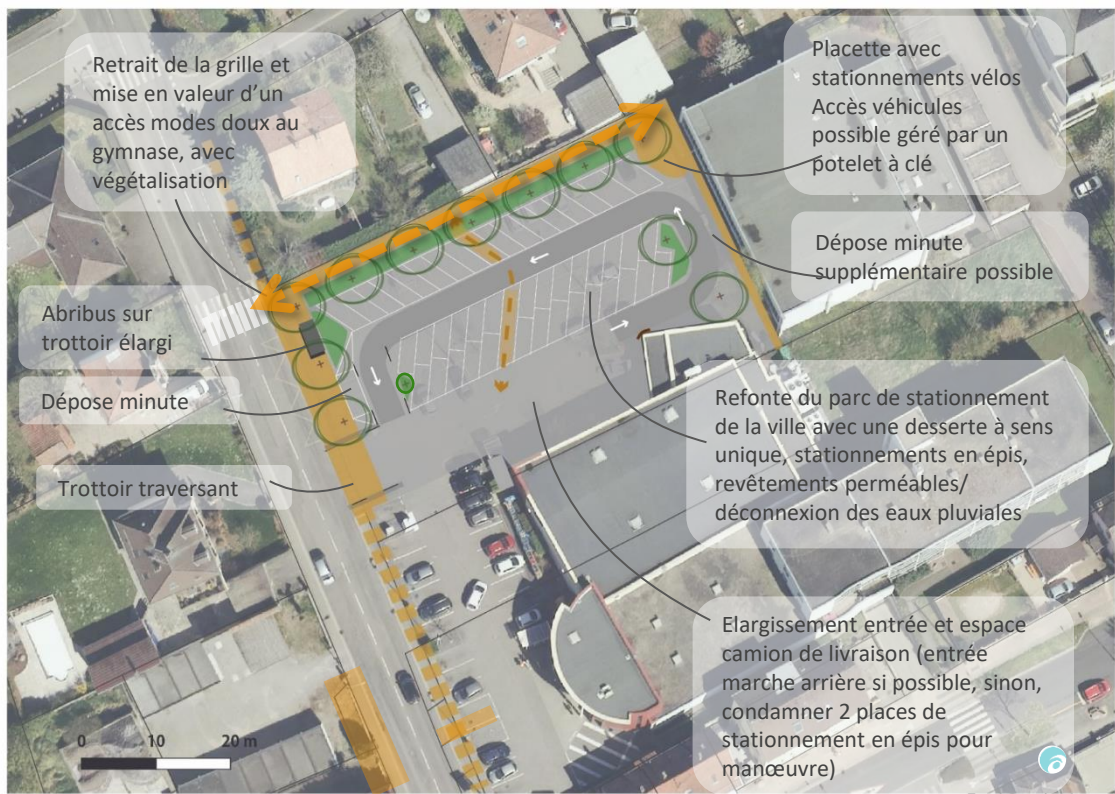 Retrait de la grille et
mise en valeur d'un
accès modes doux au
gymnase, avec
végétalisation
Placette avec
stationnements vélos
Accès véhicules
possible géré par un
potelet à clé
Dépose minute
supplémentaire possible
Abribus sur
trottoir élargi
Dépose minute
Trottoir traversant
Refonte du parc de stationnement
de la ville avec une desserte à sens
unique, stationnements en épis,
revêtements perméables/
déconnexion des eaux pluviales
Elargissement entrée et espace
camion de livraison (entrée
marche arrière si possible, sinon,
condamner 2 places de
stationnement en épis pour
manœuvre)
0 10 20 m